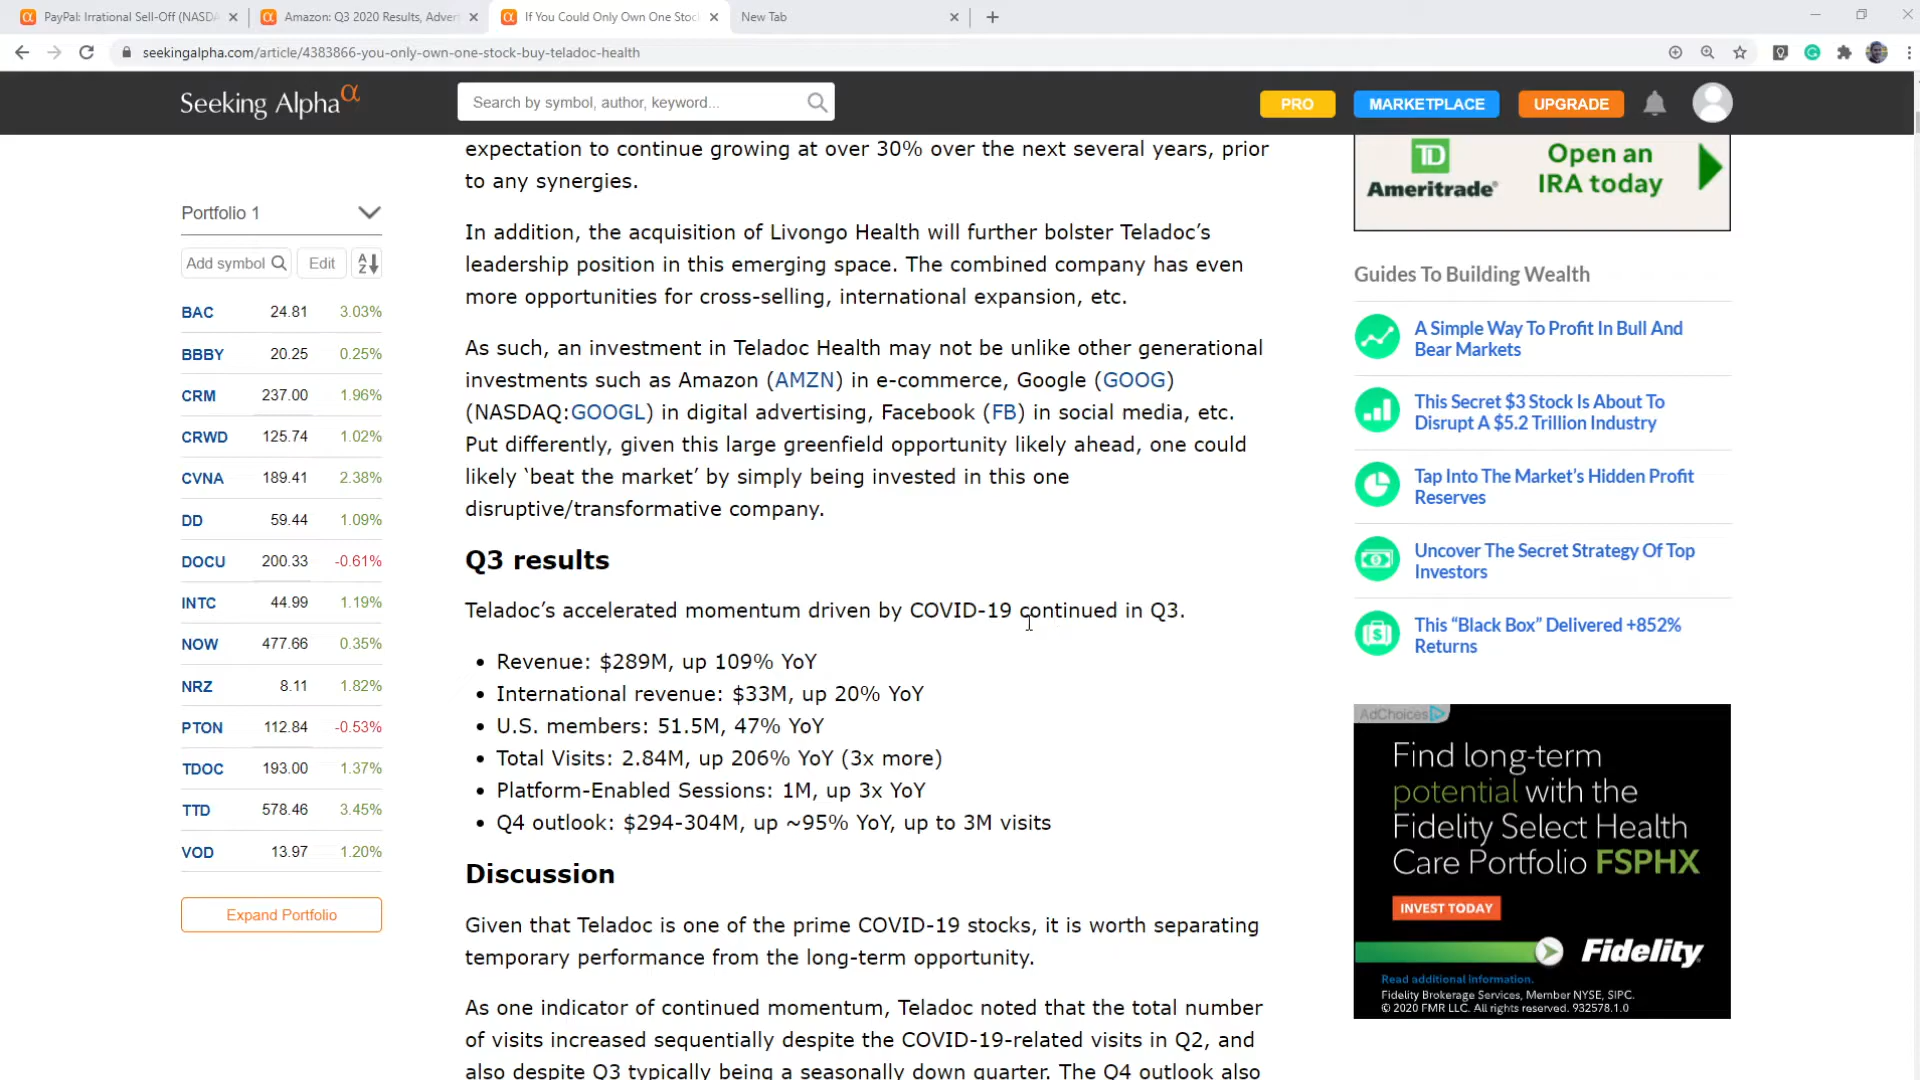 PayPal: Irrational Sell-Off (NASDA
Amazon: Q3 2020 Results, Adver
If You Could Only Own One Stoc
New Tab
seekingalpha.com/article/4383866-you-only-own-one-stock-buy-teladoc-health
Seeking Alpha α
Search by symbol, author, keyword...
PRO
MARKETPLACE
UPGRADE
Portfolio 1
Add symbol
Edit
A
Z
BAC 24.81 3.03%
BBBY 20.25 0.25%
CRM 237.00 1.96%
CRWD 125.74 1.02%
CVNA 189.41 2.38%
DD 59.44 1.09%
DOCU 200.33 -0.61%
INTC 44.99 1.19%
NOW 477.66 0.35%
NRZ 8.11 1.82%
PTON 112.84 -0.53%
TDOC 193.00 1.37%
TTD 578.46 3.45%
VOD 13.97 1.20%
Expand Portfolio
expectation to continue growing at over 30% over the next several years, prior
to any synergies.
In addition, the acquisition of Livongo Health will further bolster Teladoc’s
leadership position in this emerging space. The combined company has even
more opportunities for cross-selling, international expansion, etc.
As such, an investment in Teladoc Health may not be unlike other generational
investments such as Amazon (AMZN) in e-commerce, Google (GOOG)
(NASDAQ:GOOGL) in digital advertising, Facebook (FB) in social media, etc.
Put differently, given this large greenfield opportunity likely ahead, one could
likely ‘beat the market’ by simply being invested in this one
disruptive/transformative company.
Q3 results
Teladoc’s accelerated momentum driven by COVID-19 continued in Q3.
• Revenue: $289M, up 109% YoY
• International revenue: $33M, up 20% YoY
• U.S. members: 51.5M, 47% YoY
• Total Visits: 2.84M, up 206% YoY (3x more)
• Platform-Enabled Sessions: 1M, up 3x YoY
• Q4 outlook: $294-304M, up ~95% YoY, up to 3M visits
Discussion
Given that Teladoc is one of the prime COVID-19 stocks, it is worth separating
temporary performance from the long-term opportunity.
As one indicator of continued momentum, Teladoc noted that the total number
of visits increased sequentially despite the COVID-19-related visits in Q2, and
also despite Q3 typically being a seasonally down quarter. The Q4 outlook also
TD
Ameritrade
Open an
IRA today
Guides To Building Wealth
A Simple Way To Profit In Bull And
Bear Markets
This Secret $3 Stock Is About To
Disrupt A $5.2 Trillion Industry
Tap Into The Market’s Hidden Profit
Reserves
Uncover The Secret Strategy Of Top
Investors
This “Black Box” Delivered +852%
Returns
AdChoices
Find long-term
potential with the
Fidelity Select Health
Care Portfolio FSPHX
INVEST TODAY
Fidelity
Read additional information.
Fidelity Brokerage Services, Member NYSE, SIPC.
© 2020 FMR LLC. All rights reserved. 932578.1.0